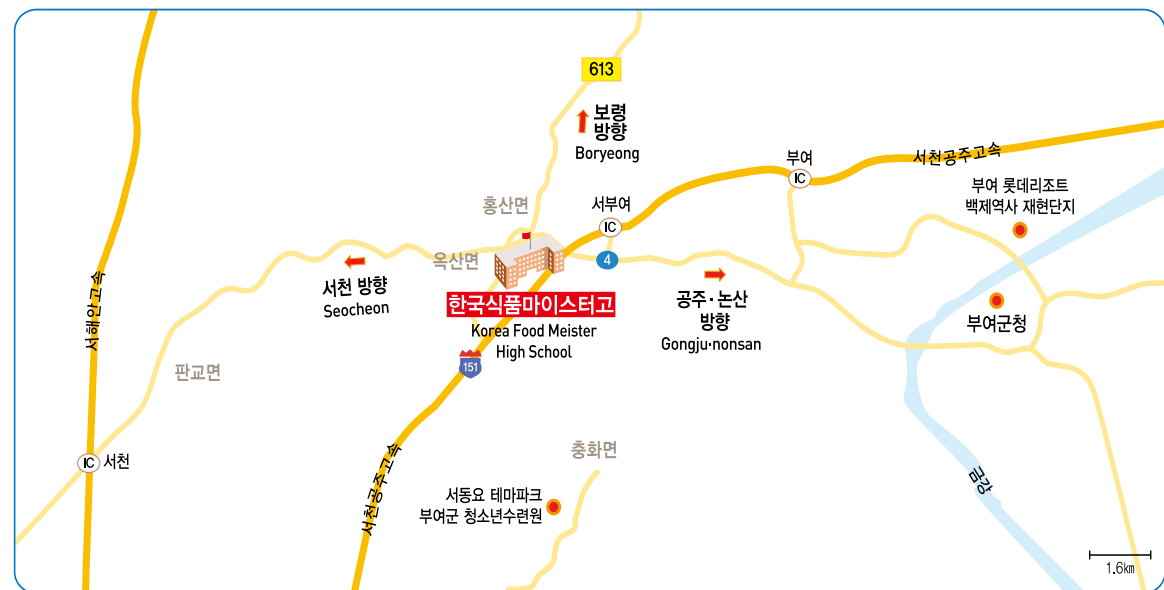 613
보령
방향
Boryeong
부여
IC
서천공주고속
부여 롯데리조트
백제역사 재현단지
홍산면
서부여
IC
옥산면
4
서천 방향
Seocheon
한국식품마이스터고
Korea Food Meister
High School
공주·논산
방향
Gongju·nonsan
부여군청
서해안고속
151
판교면
IC 서천
서천공주고속
충화면
서동요 테마파크
부여군 청소년수련원
금강
1.6km